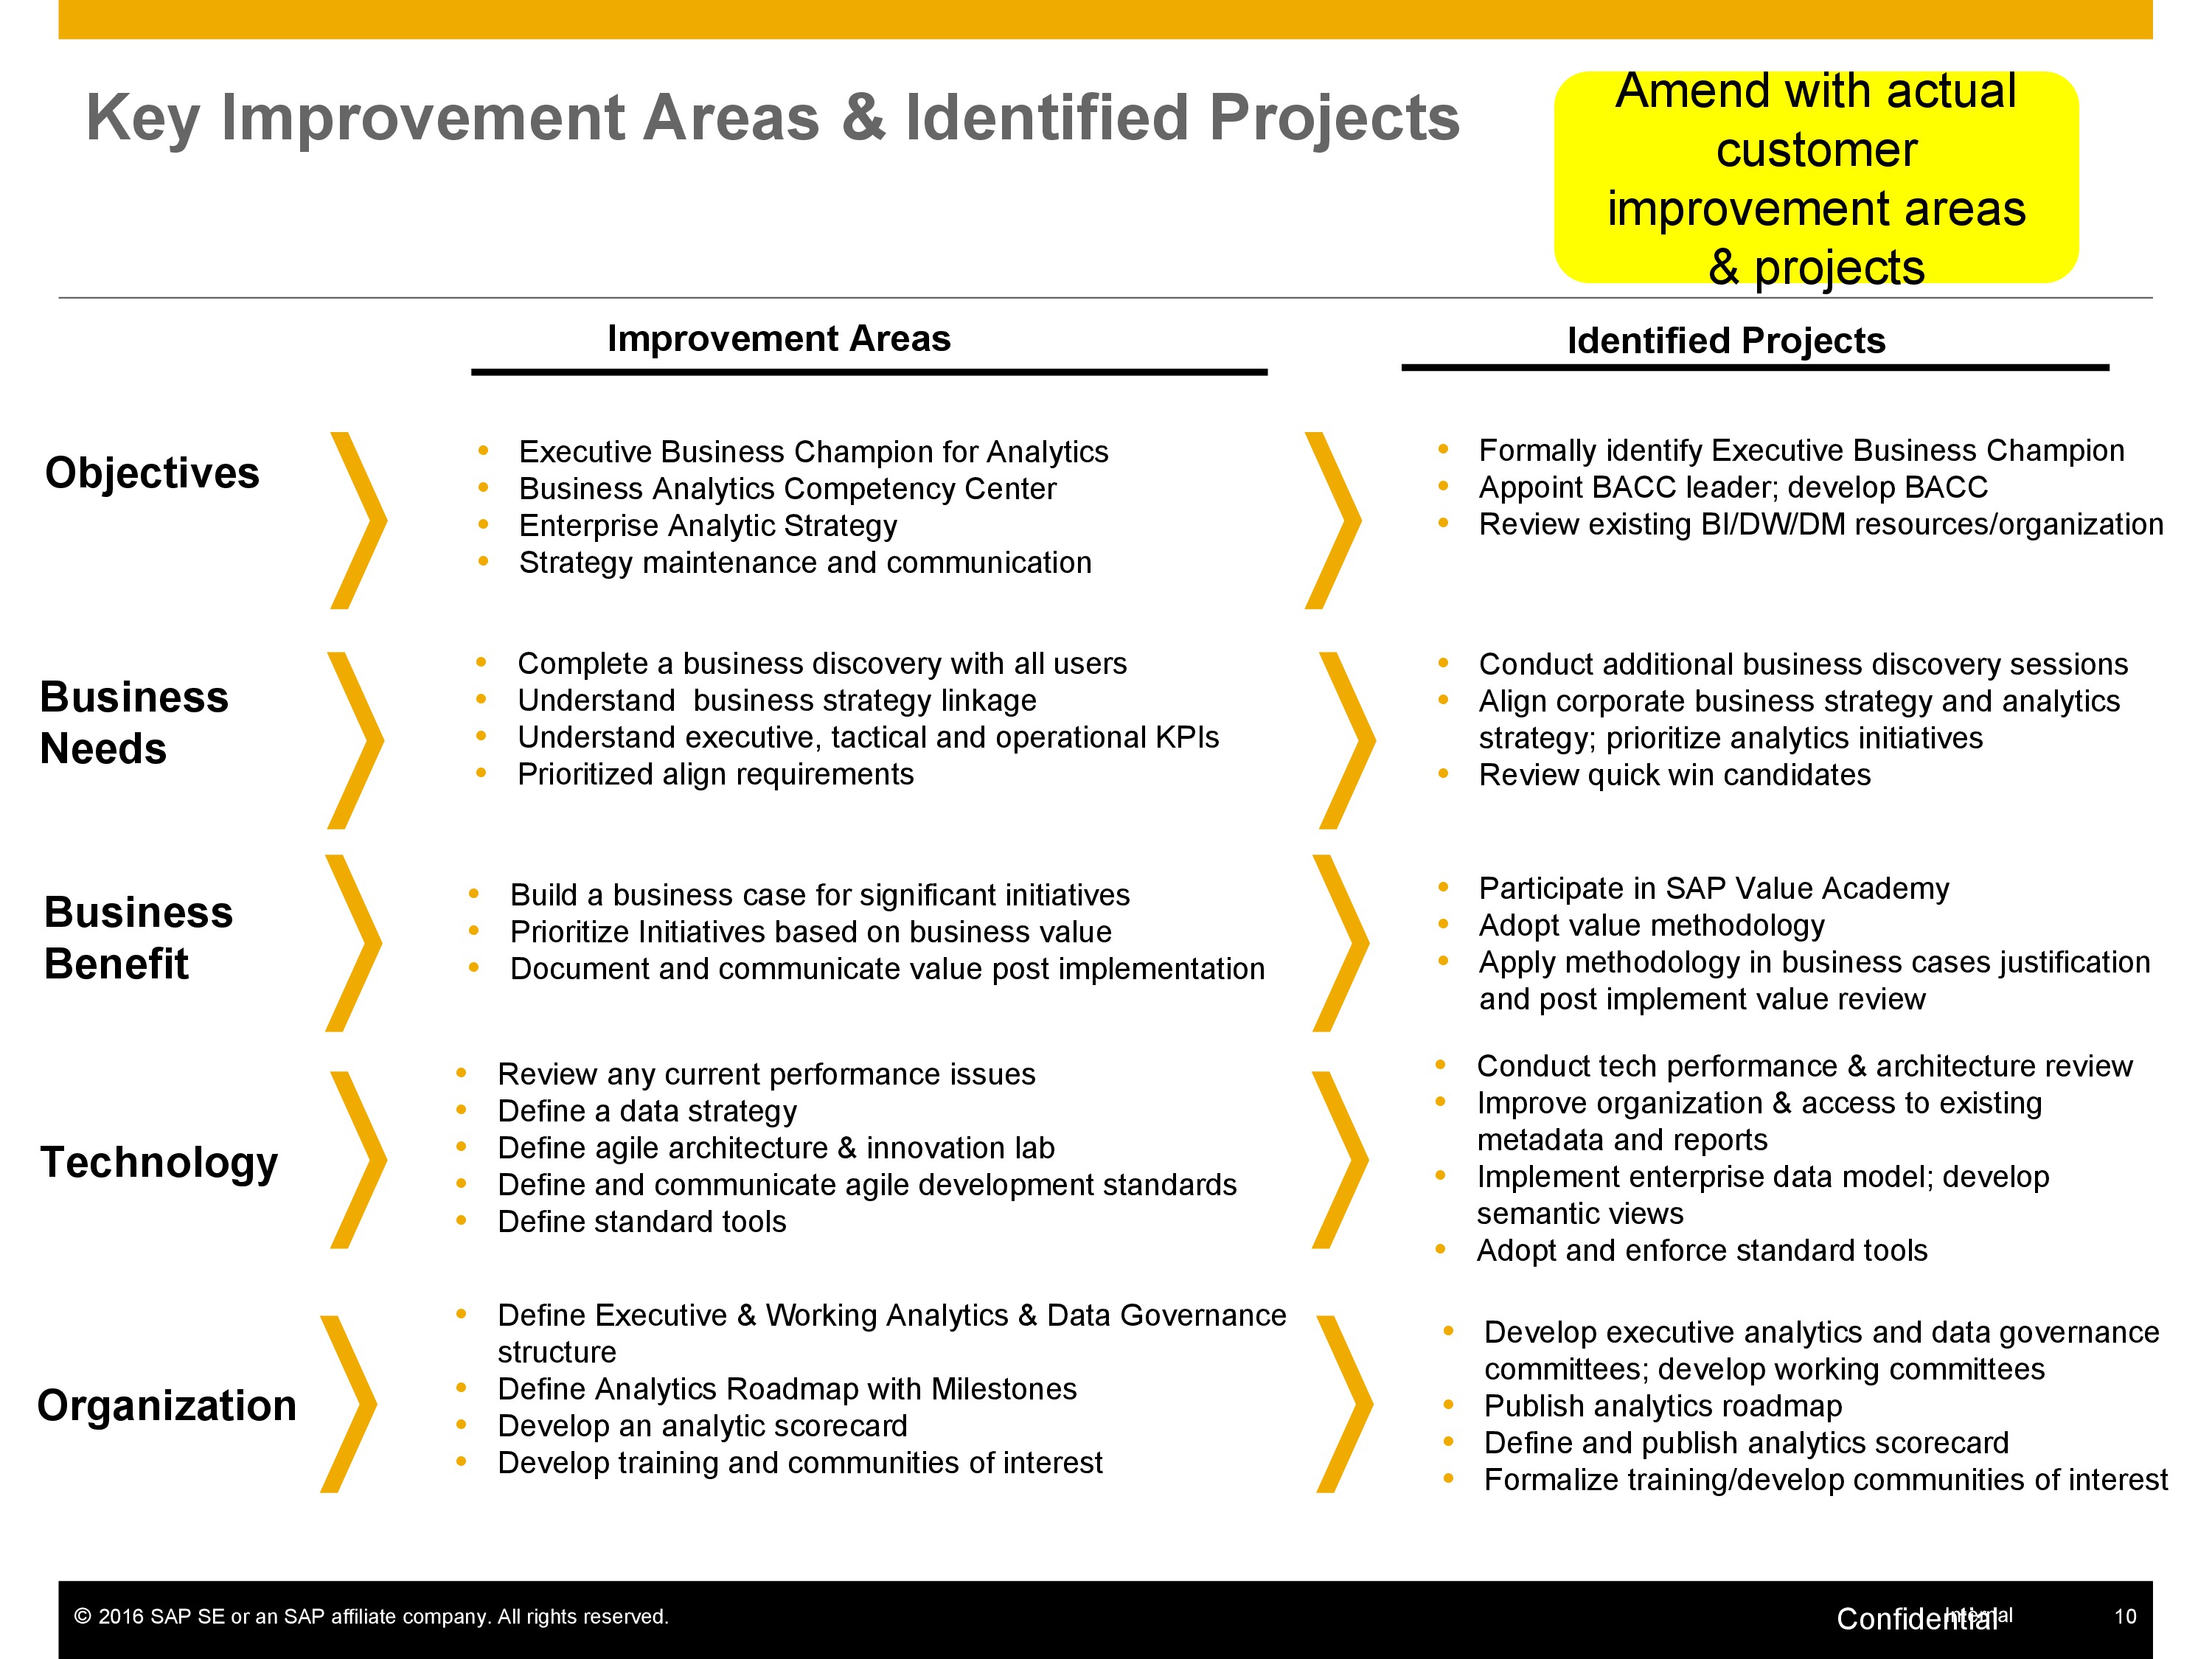 Key Improvement Areas & Identified Projects
Amend with actual
customer
improvement areas
& projects
Improvement Areas
Identified Projects
Objectives
• Executive Business Champion for Analytics
• Business Analytics Competency Center
• Enterprise Analytic Strategy
• Strategy maintenance and communication
• Formally identify Executive Business Champion
• Appoint BACC leader; develop BACC
• Review existing BI/DW/DM resources/organization
Business
Needs
• Complete a business discovery with all users
• Understand  business strategy linkage
• Understand executive, tactical and operational KPIs
• Prioritized align requirements
• Conduct additional business discovery sessions
• Align corporate business strategy and analytics
strategy; prioritize analytics initiatives
• Review quick win candidates
Business
Benefit
• Build a business case for significant initiatives
• Prioritize Initiatives based on business value
• Document and communicate value post implementation
• Participate in SAP Value Academy
• Adopt value methodology
• Apply methodology in business cases justification
and post implement value review
Technology
• Review any current performance issues
• Define a data strategy
• Define agile architecture & innovation lab
• Define and communicate agile development standards
• Define standard tools
• Conduct tech performance & architecture review
• Improve organization & access to existing
metadata and reports
• Implement enterprise data model; develop
semantic views
• Adopt and enforce standard tools
Organization
• Define Executive & Working Analytics & Data Governance
structure
• Define Analytics Roadmap with Milestones
• Develop an analytic scorecard
• Develop training and communities of interest
• Develop executive analytics and data governance
committees; develop working committees
• Publish analytics roadmap
• Define and publish analytics scorecard
• Formalize training/develop communities of interest
© 2016 SAP SE or an SAP affiliate company. All rights reserved.
Confidential
Internal
10